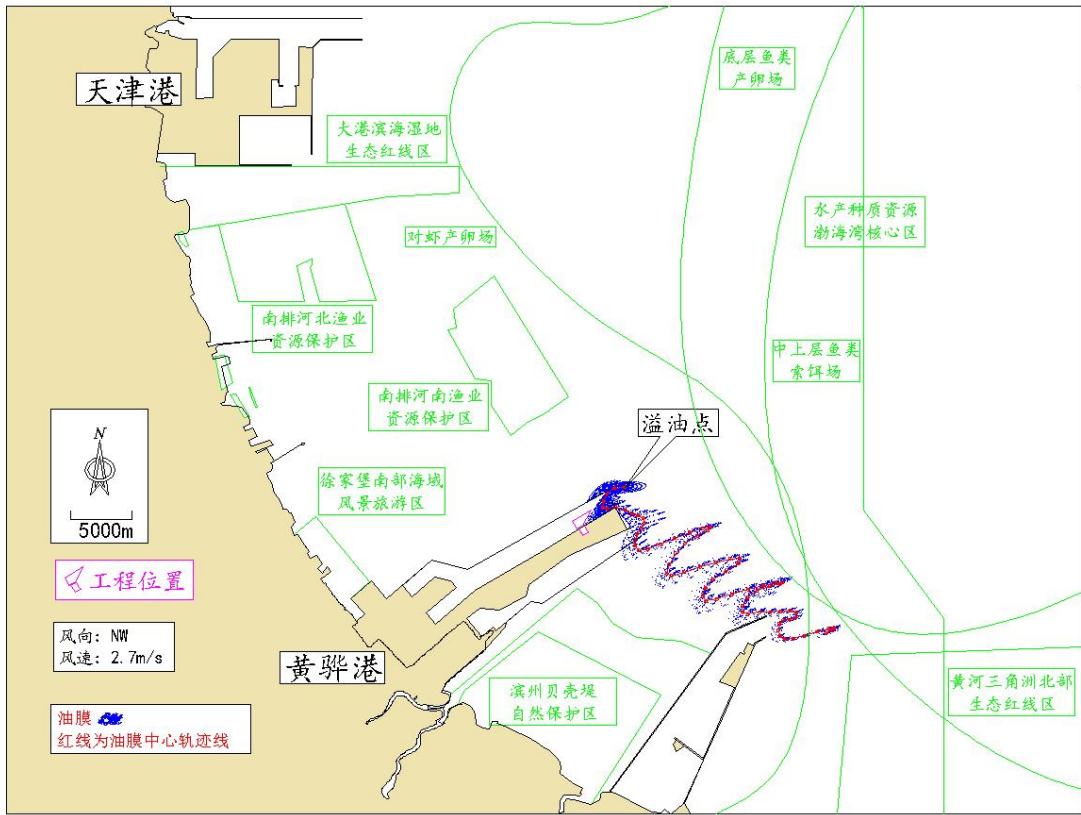 天津港
大港滨海湿地
生态红线区
底层鱼类
产卵场
水产种质资源
渤海湾核心区
对虾产卵场
南排河北渔业
资源保护区
中上层鱼类
索饵场
南排河南渔业
资源保护区
溢油点
徐家堡南部海域
风景旅游区
N
5000m
工程位置
风向: NW
风速: 2.7m/s
黄骅港
滨州贝壳堤
自然保护区
黄河三角洲北部
生态红线区
油膜
红线为油膜中心轨迹线